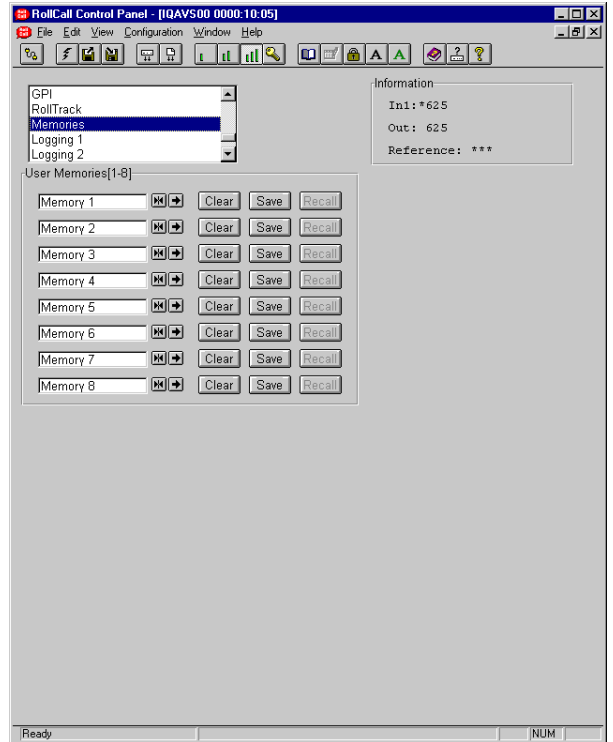 RollCall Control Panel - [IQAVS00 0000:10:05]
File Edit View Configuration Window Help
A A
GPI
RollTrack
Memories
Logging 1
Logging 2
Information
In1:*625
Out: 625
Reference: ***
User Memories[1-8]
Memory 1 Clear Save Recall
Memory 2 Clear Save Recall
Memory 3 Clear Save Recall
Memory 4 Clear Save Recall
Memory 5 Clear Save Recall
Memory 6 Clear Save Recall
Memory 7 Clear Save Recall
Memory 8 Clear Save Recall
Ready NUM